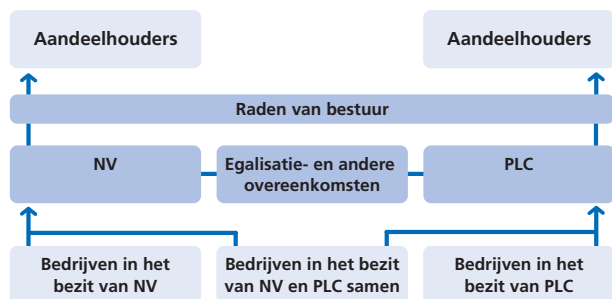 Aandeelhouders
Aandeelhouders
Raden van bestuur
NV
Egalisatie- en andere
overeenkomsten
PLC
Bedrijven in het
bezit van NV
Bedrijven in het bezit
van NV en PLC samen
Bedrijven in het
bezit van PLC